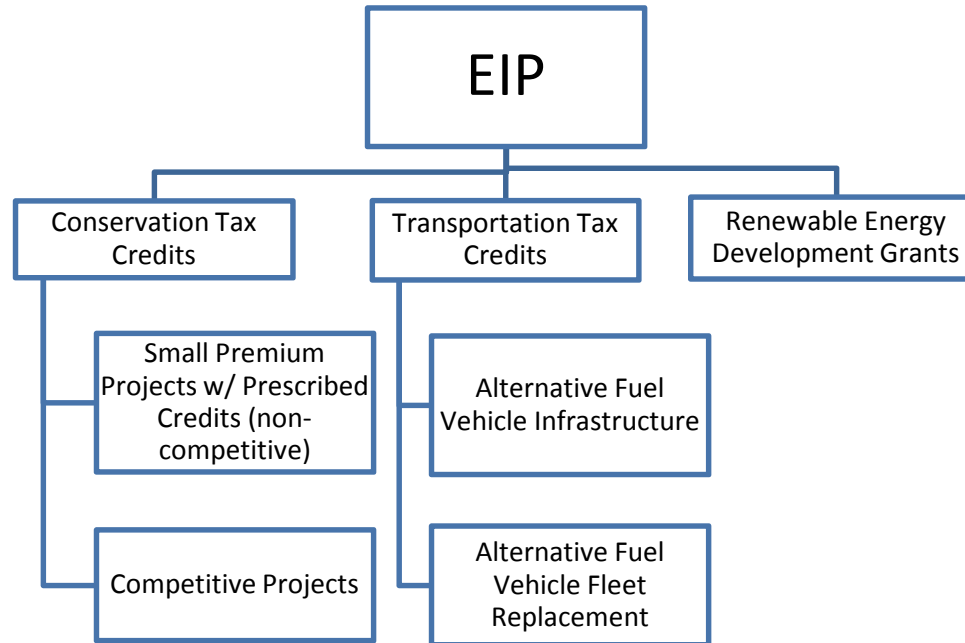 EIP
Conservation Tax
Credits
Transportation Tax
Credits
Renewable Energy
Development Grants
Small Premium
Projects w/ Prescribed
Credits (non-
competitive)
Alternative Fuel
Vehicle Infrastructure
Competitive Projects
Alternative Fuel
Vehicle Fleet
Replacement